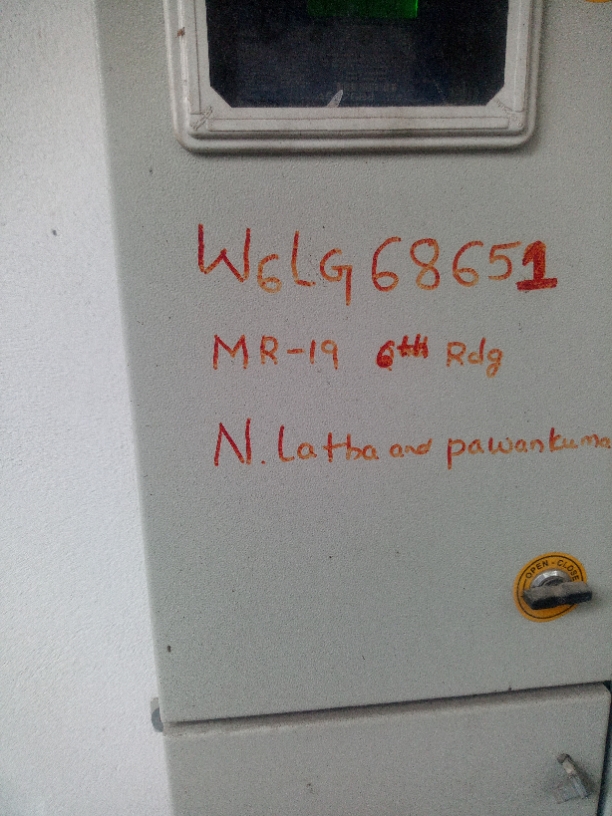 W6LG68651
MR-19 6th Rdg
N. Latha and pawankuma
OPEN - CLOSE